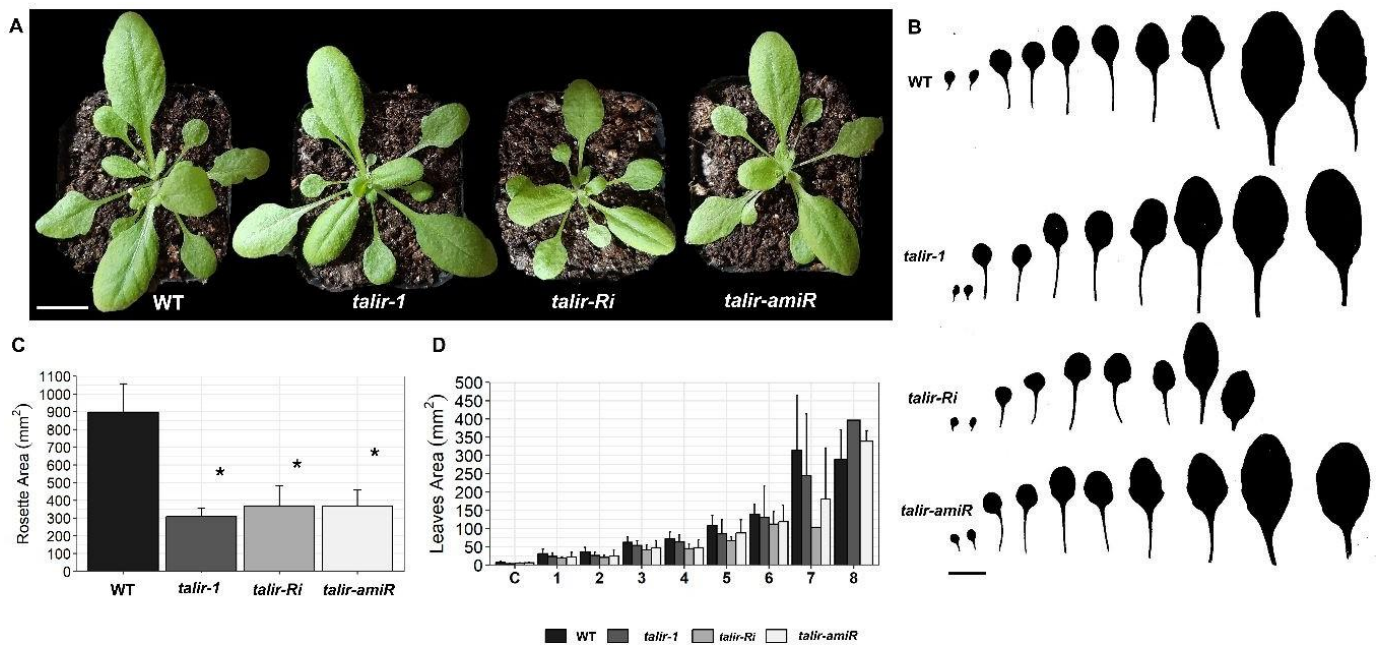 A
WT
talir-1
talir-Ri
talir-amiR
B
WT
talir-1
talir-Ri
talir-amiR
C
Rosette Area (mm²)
1100
1000
900
800
700
600
500
400
300
200
100
0
*
*
*
WT
talir-1
talir-Ri
talir-amiR
D
Leaves Area (mm²)
500
450
400
350
300
250
200
150
100
50
0
C 1 2 3 4 5 6 7 8
WT talir-1 talir-Ri talir-amiR